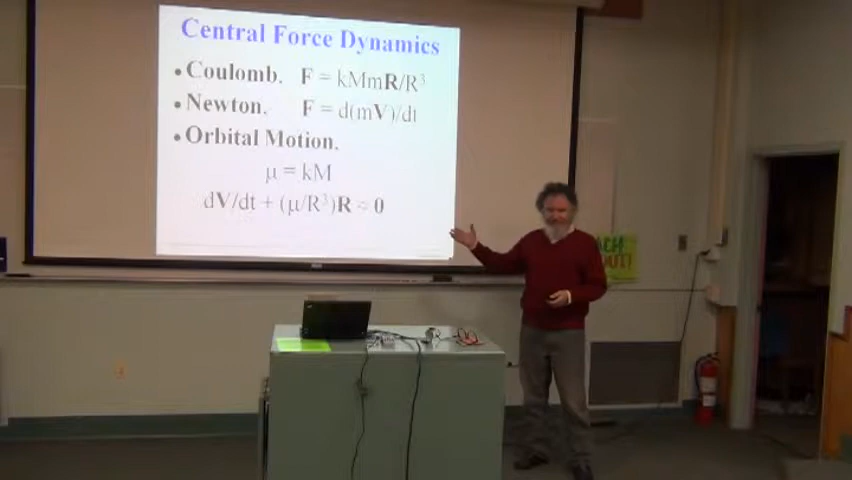 Central Force Dynamics
• Coulomb. F = kMmR/R³
• Newton. F = d(mV)/dt
• Orbital Motion.
μ = kM
dV/dt + (μ/R³)R = 0